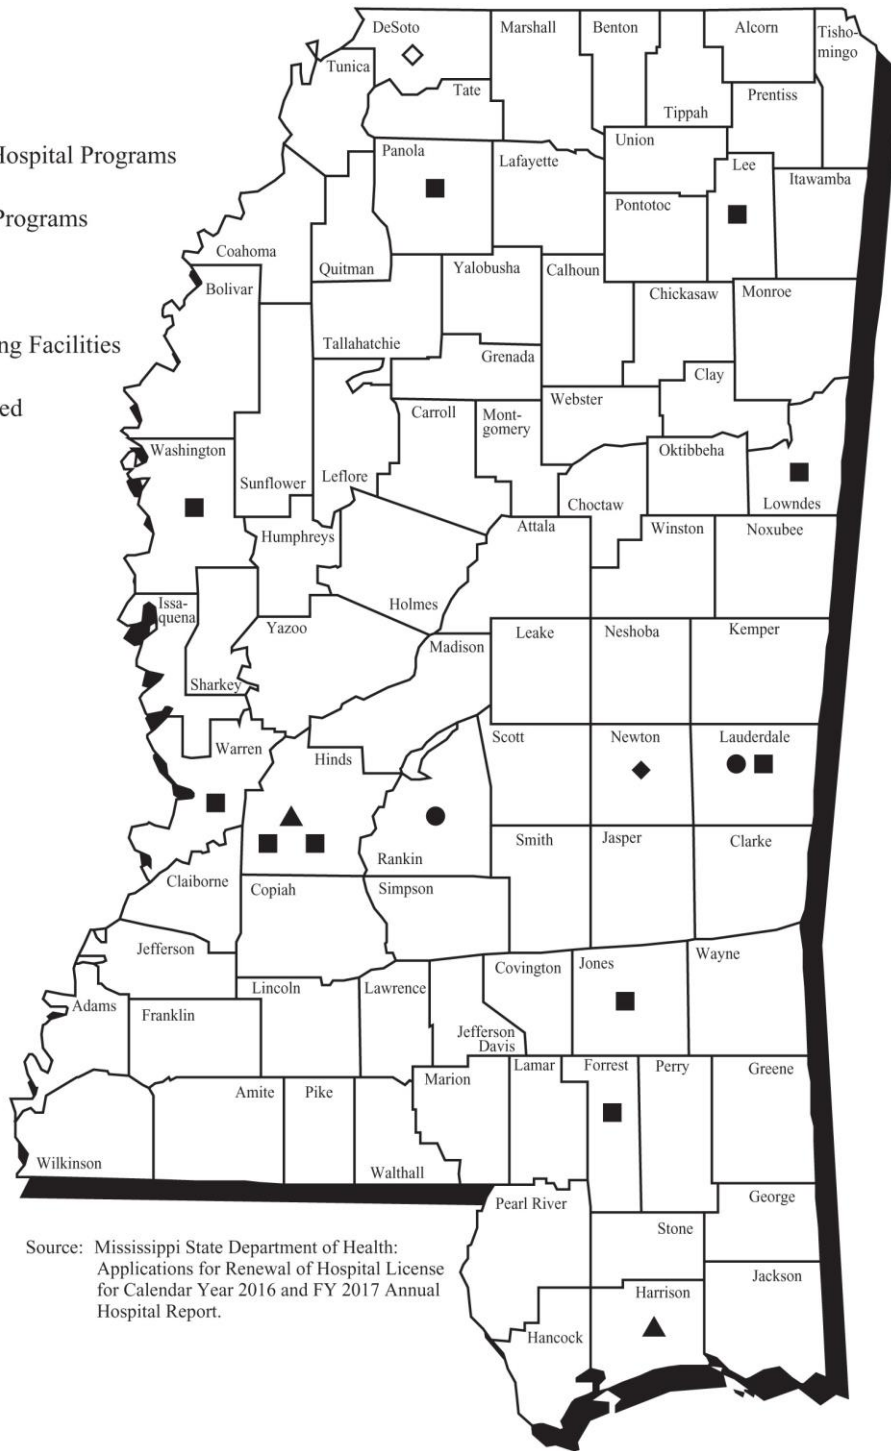 DeSoto
Marshall
Benton
Alcorn
Tisho-
mingo
Tunica
Tate
Tippah
Prentiss
Hospital Programs
Panola
Lafayette
Union
Lee
Itawamba
Programs
Pontotoc
Coahoma
Quitman
Bolivar
Yalobusha
Calhoun
Chickasaw
Monroe
Tallahatchie
ng Facilities
Grenada
Clay
ed
Carroll
Mont-
gomery
Webster
Washington
Sunflower
Leflore
Oktibbeha
Choctaw
Lowndes
Humphreys
Attala
Winston
Noxubee
Issa-
quena
Holmes
Yazoo
Sharkey
Madison
Leake
Neshoba
Kemper
Warren
Hinds
Scott
Newton
Lauderdale
Rankin
Smith
Jasper
Clarke
Claiborne
Copiah
Simpson
Jefferson
Covington
Jones
Wayne
Adams
Franklin
Lincoln
Lawrence
Jefferson
Davis
Amite
Pike
Marion
Lamar
Forrest
Perry
Greene
Wilkinson
Walthall
Pearl River
George
Stone
Source: Mississippi State Department of Health:
Applications for Renewal of Hospital License
for Calendar Year 2016 and FY 2017 Annual
Hospital Report.
Harrison
Jackson
Hancock